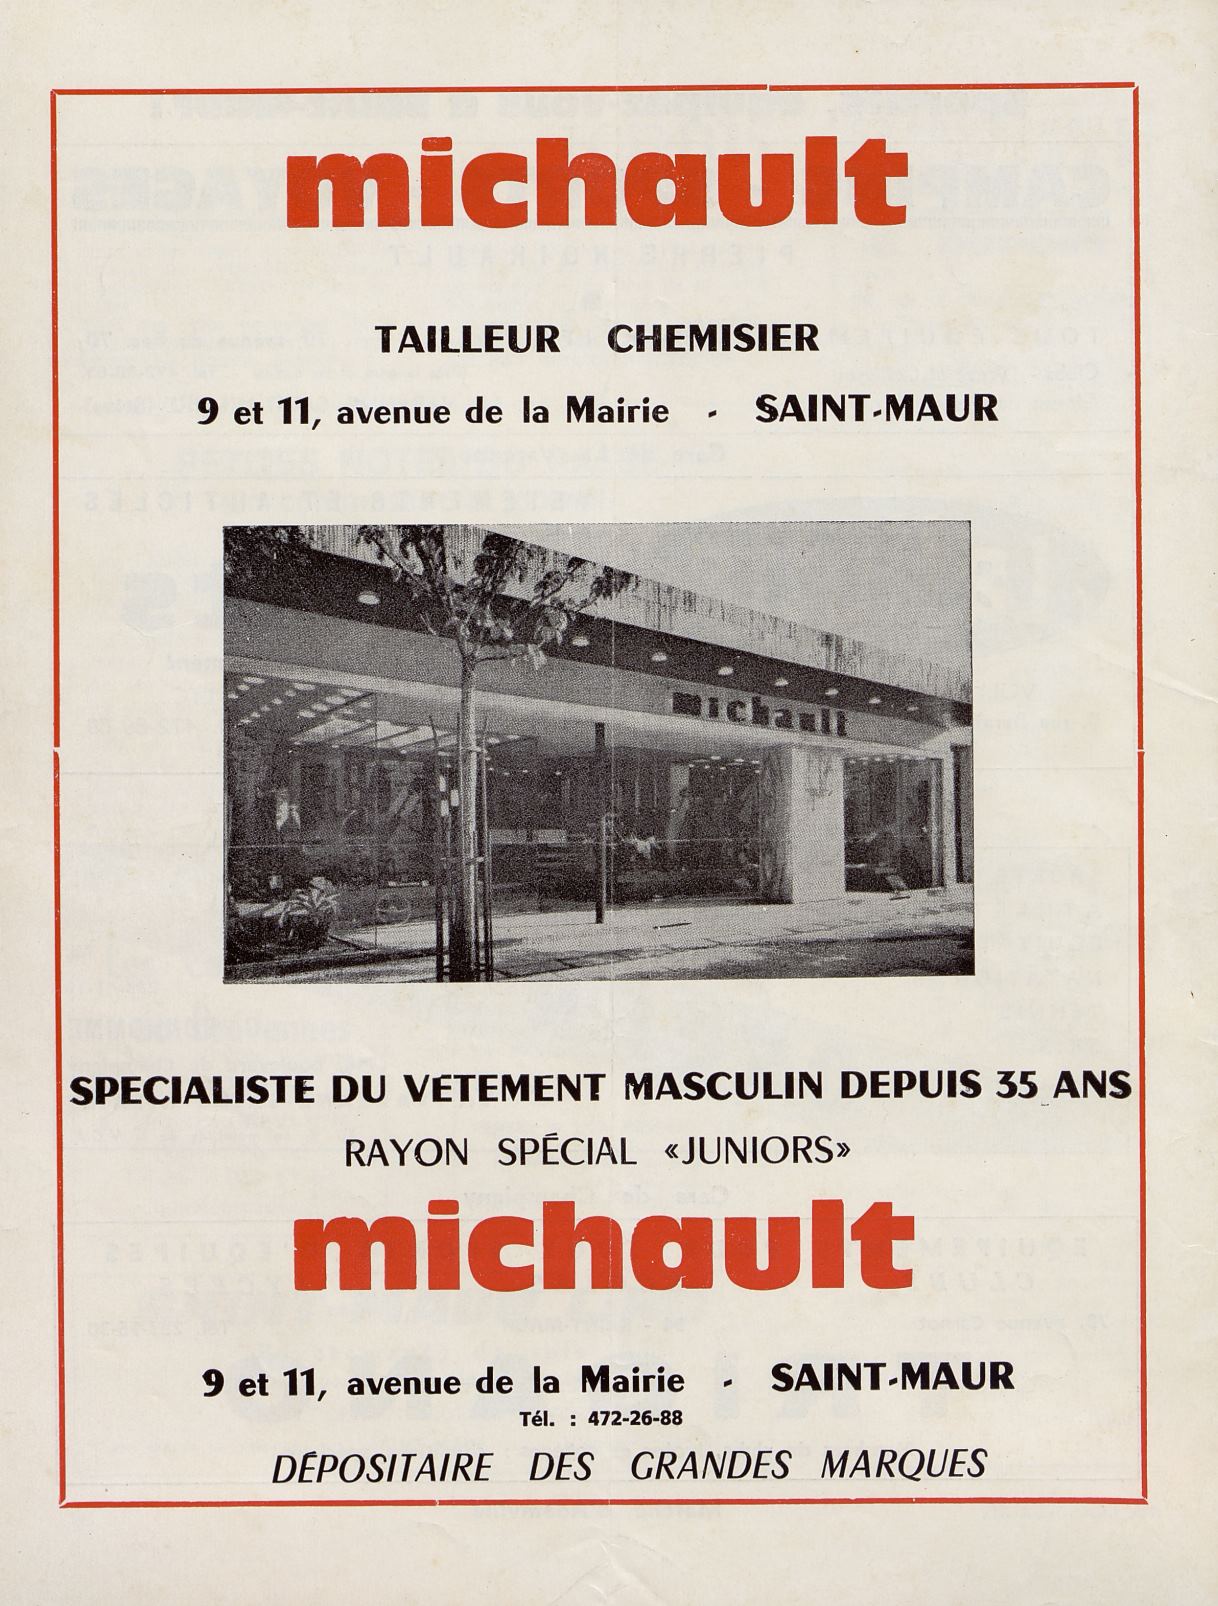 michault
TAILLEUR CHEMISIER
9 et 11, avenue de la Mairie - SAINT-MAUR
michault
SPECIALISTE DU VÉTEMENT MASCULIN DEPUIS 35 ANS
RAYON SPÉCIAL «JUNIORS»
michault
9 et 11, avenue de la Mairie - SAINT-MAUR
Tél. : 472-26-88
DÉPOSITAIRE DES GRANDES MARQUES